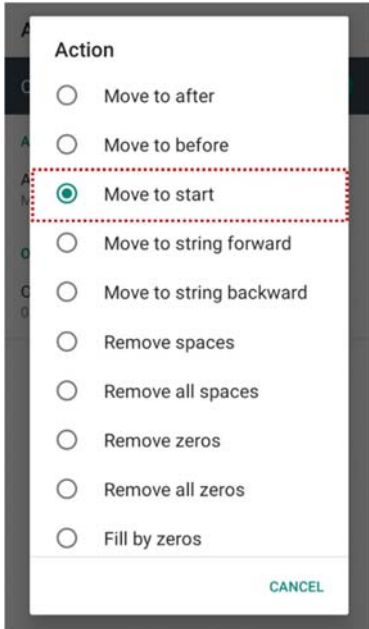 Action
Move to after
Move to before
Move to start
Move to string forward
Move to string backward
Remove spaces
Remove all spaces
Remove zeros
Remove all zeros
Fill by zeros
CANCEL